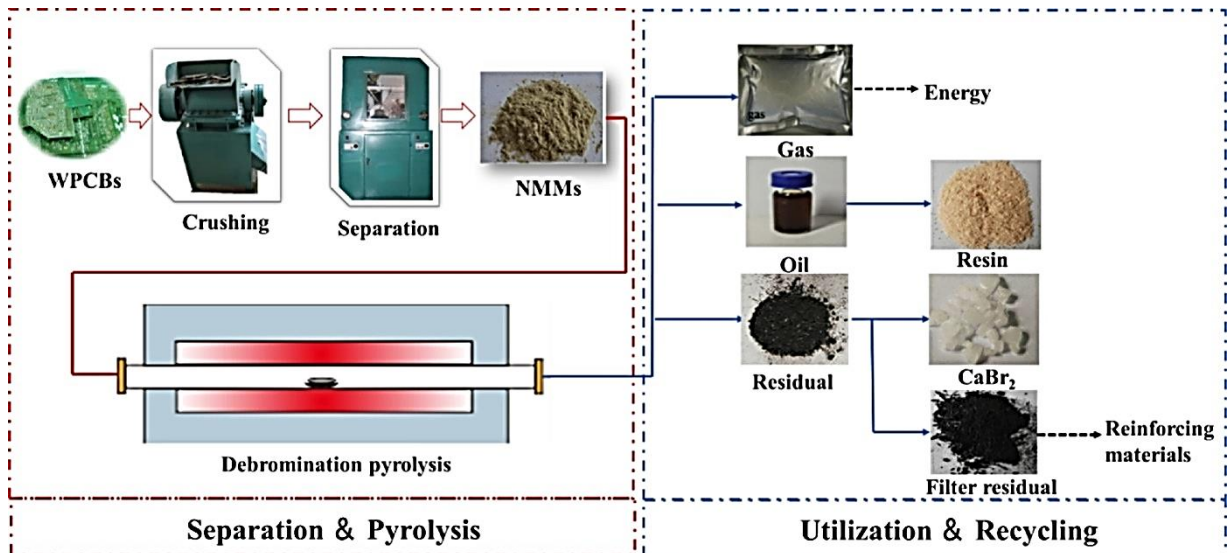 WPCBs
Crushing
Separation
NMMs
Debromination pyrolysis
Separation & Pyrolysis
gas
Gas
Energy
Oil
Resin
Residual
CaBr₂
Filter residual
Reinforcing
materials
Utilization & Recycling